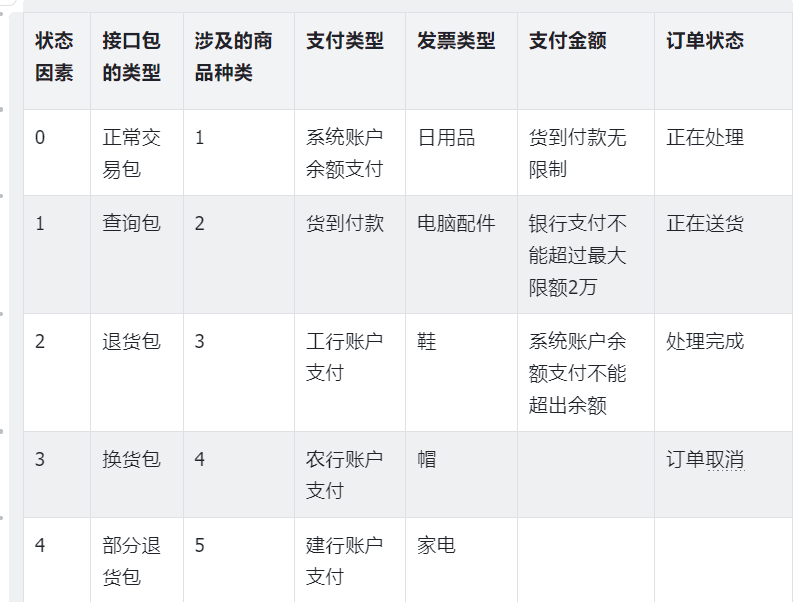 状态 接口包 涉及的商 支付类型 发票类型 支付金额 订单状态
因素 的类型 品种类
0 正常交 1 系统账户 日用品 货到付款无 正在处理
易包 余额支付 限制
1 查询包 2 货到付款 电脑配件 银行支付不 正在送货
能超过最大
限额2万
2 退货包 3 工行账户 鞋 系统账户余 处理完成
支付 额支付不能
超出余额
3 换货包 4 农行账户 帽 订单取消
支付
4 部分退 5 建行账户 家电
货包 支付